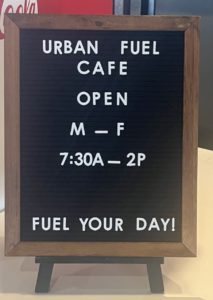 URBAN FUEL
CAFE
OPEN
M – F
7:30A – 2P
FUEL YOUR DAY!